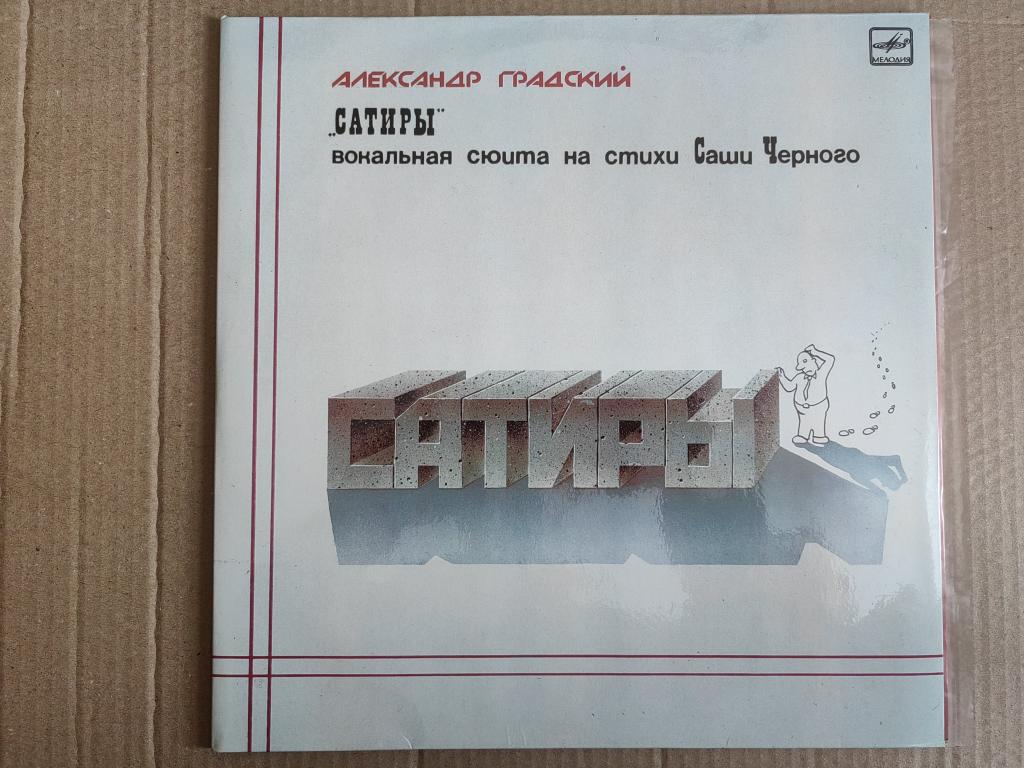 МЕЛОДИЯ
АЛЕКСАНДР ГРАДСКИЙ
„САТИРЫ"
вокальная сюита на стихи Саши Черного
САТИРЫ